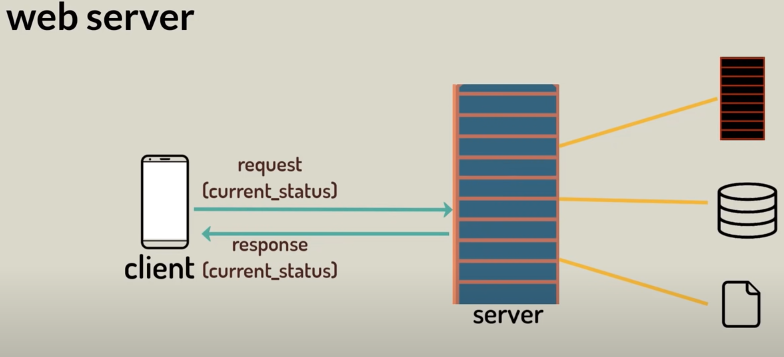 web server
request
(current_status)
response
(current_status)
client
server